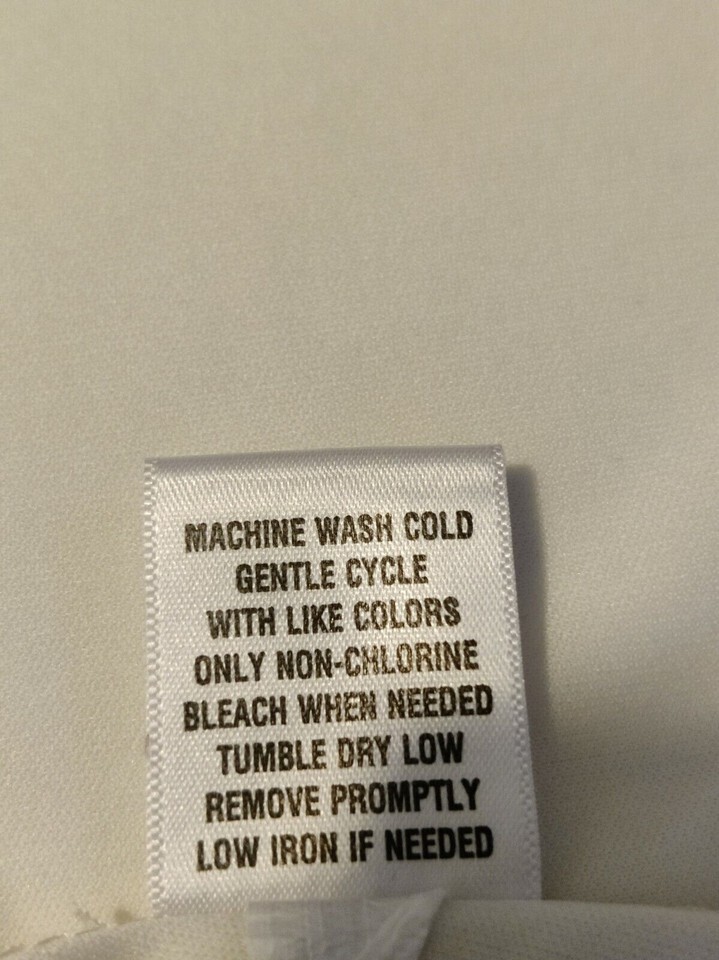 MACHINE WASH COLD
GENTLE CYCLE
WITH LIKE COLORS
ONLY NON-CHLORINE
BLEACH WHEN NEEDED
TUMBLE DRY LOW
REMOVE PROMPTLY
LOW IRON IF NEEDED